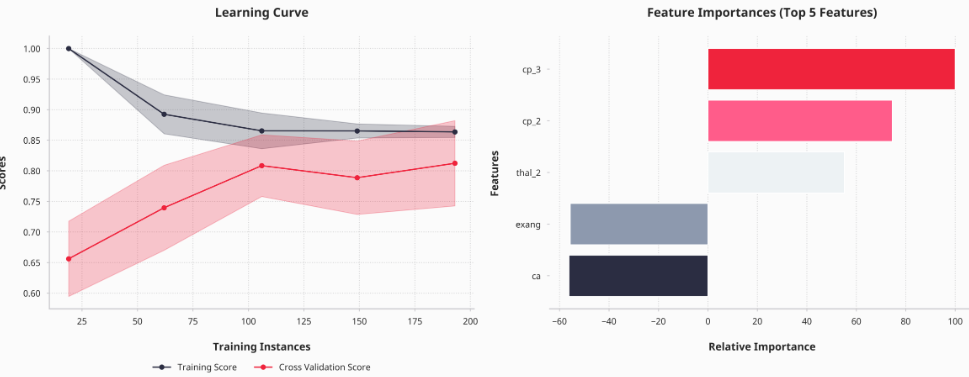 Learning Curve
1.00
0.95
0.90
0.85
0.80
0.75
0.70
0.65
0.60
Scores
25 50 75 100 125 150 175 200
Training Instances
Training Score Cross Validation Score
Feature Importances (Top 5 Features)
Features
cp_3
cp_2
thal_2
exang
ca
−60 −40 −20 0 20 40 60 80 100
Relative Importance